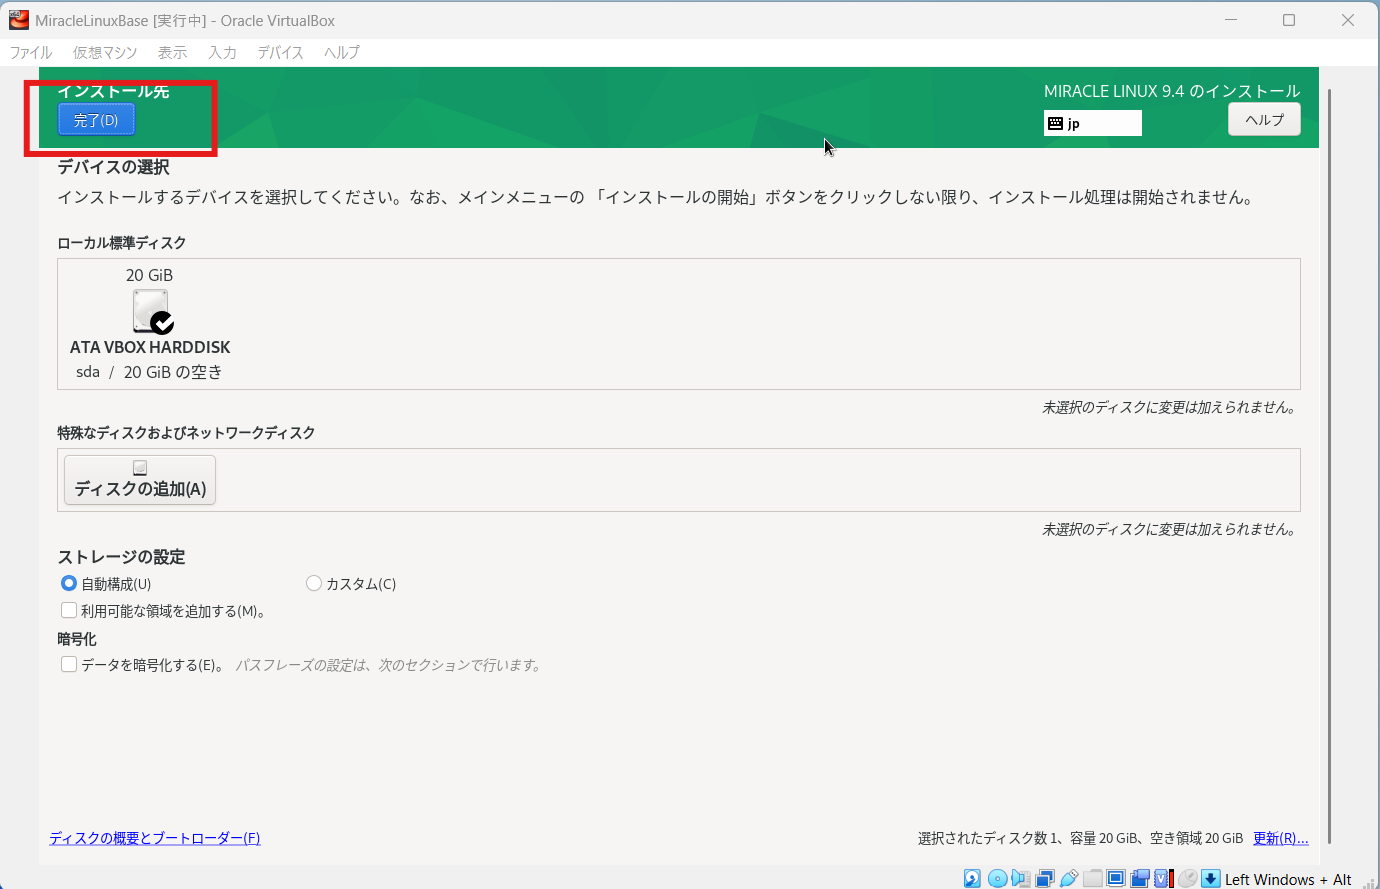 MiracleLinuxBase [実行中] - Oracle VirtualBox
ファイル 仮想マシン 表示 入力 デバイス ヘルプ
インストール先
完了(D)
MIRACLE LINUX 9.4 のインストール
jp
ヘルプ
デバイスの選択
インストールするデバイスを選択してください。なお、メインメニューの 「インストールの開始」ボタンをクリックしない限り、インストール処理は開始されません。
ローカル標準ディスク
20 GiB
ATA VBOX HARDDISK
sda / 20 GiB の空き
未選択のディスクに変更は加えられません。
特殊なディスクおよびネットワークディスク
ディスクの追加(A)
未選択のディスクに変更は加えられません。
ストレージの設定
自動構成(U) カスタム(C)
利用可能な領域を追加する(M)。
暗号化
データを暗号化する(E)。 パスフレーズの設定は、次のセクションで行います。
ディスクの概要とブートローダー(F)
選択されたディスク数 1、容量 20 GiB、空き領域 20 GiB 更新(R)...
Left Windows + Alt